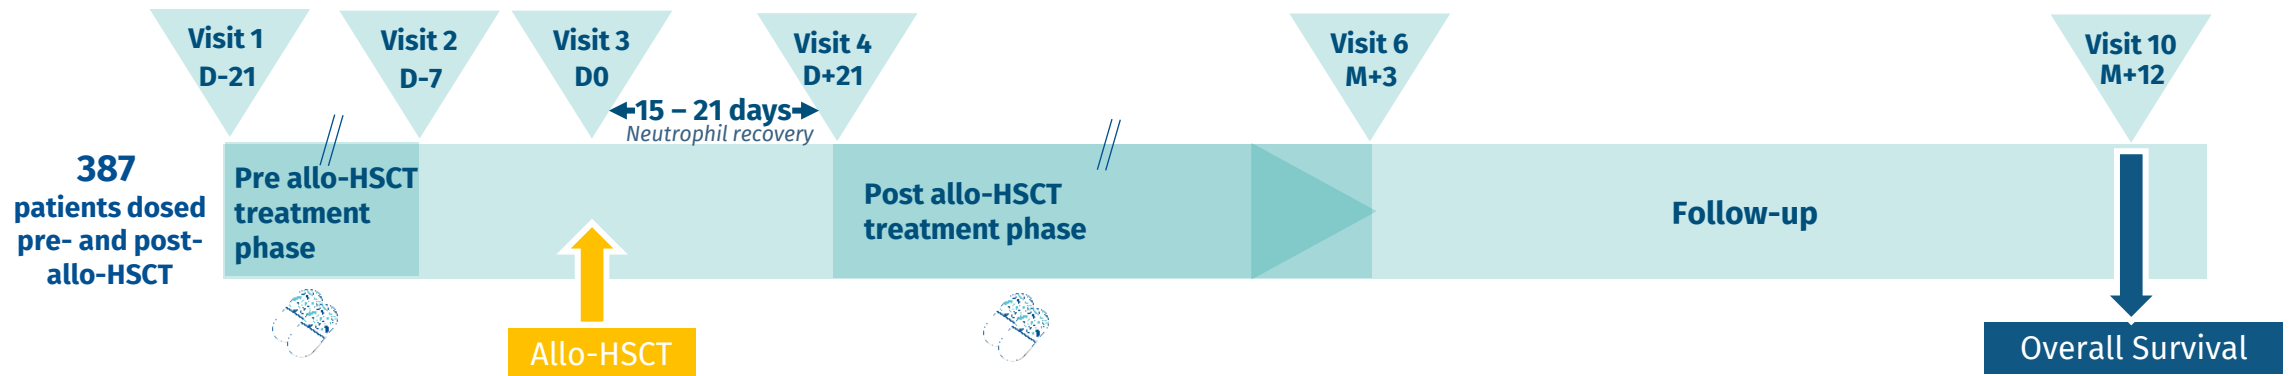 Visit 1
D-21
Visit 2
D-7
Visit 3
D0
Visit 4
D+21
Visit 6
M+3
Visit 10
M+12
15 – 21 days
Neutrophil recovery
387
patients dosed
pre- and post-
allo-HSCT
Pre allo-HSCT
treatment
phase
Post allo-HSCT
treatment phase
Follow-up
Allo-HSCT
Overall Survival